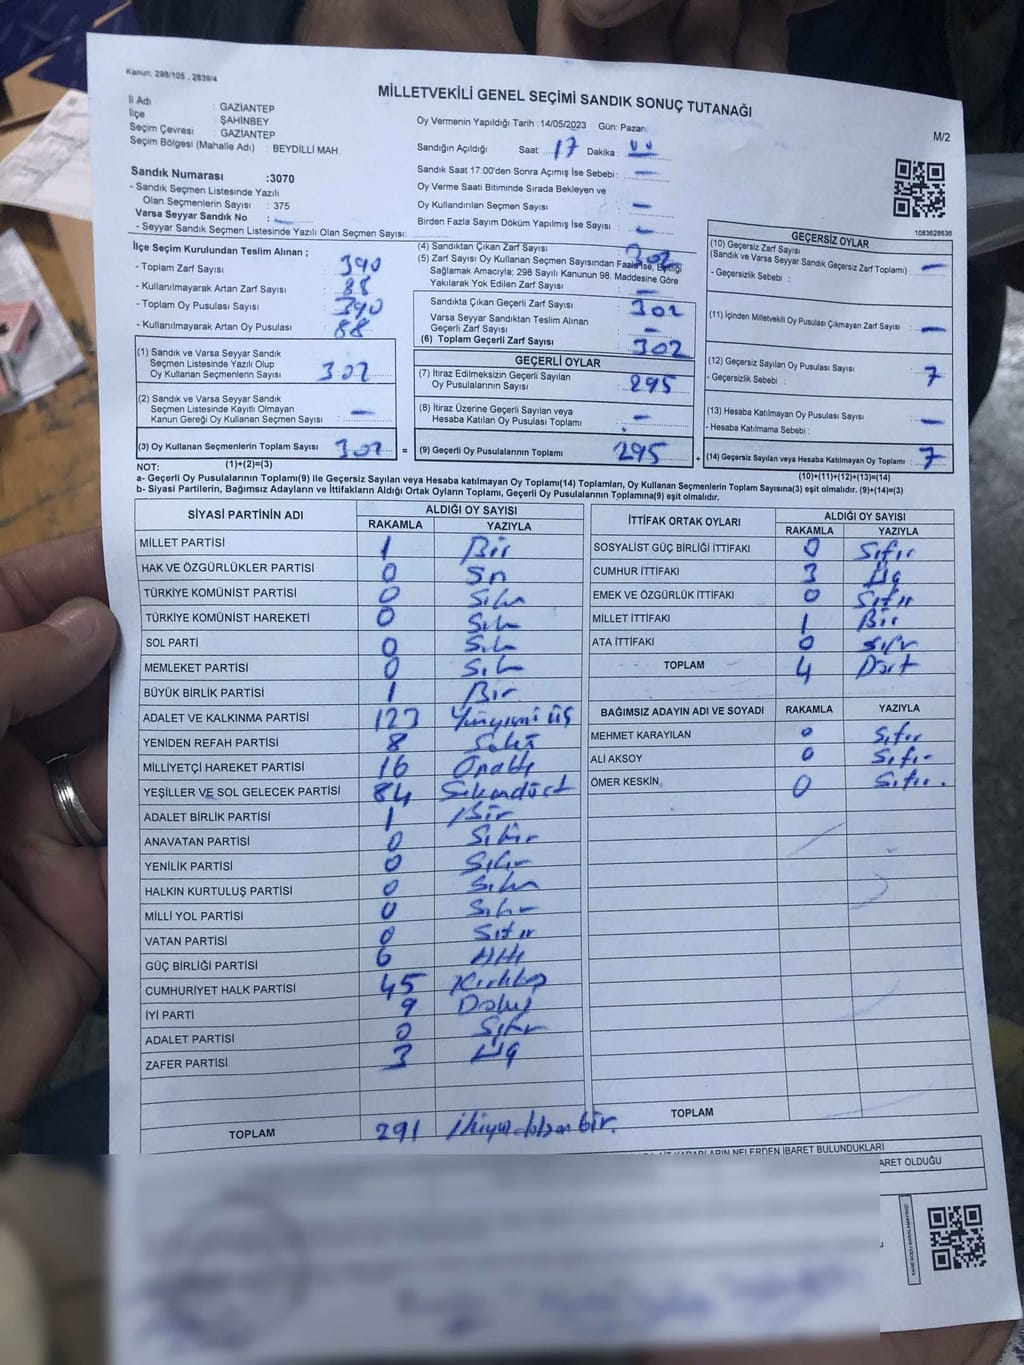 Kanun: 298/105 , 2839/4
MİLLETVEKİLİ GENEL SEÇİMİ SANDIK SONUÇ TUTANAĞI
M/2
İl Adı : GAZİANTEP
İlçe : ŞAHİNBEY
Seçim Çevresi : GAZİANTEP
Seçim Bölgesi (Mahalle Adı) : BEYDİLLİ MAH.
Sandık Numarası :3070
- Sandık Seçmen Listesinde Yazılı
Olan Seçmenlerin Sayısı : 375
Varsa Seyyar Sandık No : —
- Seyyar Sandık Seçmen Listesinde Yazılı Olan Seçmen Sayısı:
Oy Vermenin Yapıldığı Tarih : 14/05/2023 Gün: Pazar
Sandığın Açıldığı Saat: 17 Dakika : 00
Sandık Saat 17:00'den Sonra Açımış İse Sebebi : —
Oy Verme Saati Bitiminde Sırada Bekleyen ve
Oy Kullandırılan Seçmen Sayısı : —
Birden Fazla Sayım Döküm Yapılmış İse Sayısı : —
1083628636
İlçe Seçim Kurulundan Teslim Alınan ;
- Toplam Zarf Sayısı : 390
- Kullanılmayarak Artan Zarf Sayısı : 88
- Toplam Oy Pusulası Sayısı : 390
- Kullanılmayarak Artan Oy Pusulası : 88
(1) Sandık ve Varsa Seyyar Sandık
Seçmen Listesinde Yazılı Olup
Oy Kullanan Seçmenlerin Sayısı : 302
(2) Sandık ve Varsa Seyyar Sandık
Seçmen Listesinde Kayıtlı Olmayan
Kanun Gereği Oy Kullanan Seçmen Sayısı : —
(3) Oy Kullanan Seçmenlerin Toplam Sayısı : 302 =
(1)+(2)=(3)
(4) Sandıktan Çıkan Zarf Sayısı : 302
(5) Zarf Sayısı Oy Kullanan Seçmen Sayısından Fazla İse, Eşitliği
Sağlamak Amacıyla; 298 Sayılı Kanunun 98. Maddesine Göre
Yakılarak Yok Edilen Zarf Sayısı : —
Sandıkta Çıkan Geçerli Zarf Sayısı : 302
Varsa Seyyar Sandıktan Teslim Alınan
Geçerli Zarf Sayısı : —
(6) Toplam Geçerli Zarf Sayısı : 302
GEÇERLİ OYLAR
(7) İtiraz Edilmeksizin Geçerli Sayılan
Oy Pusulalarının Sayısı : 295
(8) İtiraz Üzerine Geçerli Sayılan veya
Hesaba Katılan Oy Pusulası Toplamı : —
(9) Geçerli Oy Pusulalarının Toplamı : 295 +
GEÇERSİZ OYLAR
(10) Geçersiz Zarf Sayısı
(Sandık ve Varsa Seyyar Sandık Geçersiz Zarf Toplamı) : —
- Geçersizlik Sebebi :
(11) İçinden Milletvekili Oy Pusulası Çıkmayan Zarf Sayısı : —
(12) Geçersiz Sayılan Oy Pusulası Sayısı : 7
- Geçersizlik Sebebi :
(13) Hesaba Katılmayan Oy Pusulası Sayısı : —
- Hesaba Katılmama Sebebi :
(14) Geçersiz Sayılan veya Hesaba Katılmayan Oy Toplamı : 7
(10)+(11)+(12)+(13)=(14)
NOT:
a- Geçerli Oy Pusulalarının Toplamı(9) ile Geçersiz Sayılan veya Hesaba katılmayan Oy Toplamı(14) Toplamları, Oy Kullanan Seçmenlerin Toplam Sayısına(3) eşit olmalıdır. (9)+(14)=(3)
b- Siyasi Partilerin, Bağımsız Adayların ve İttifakların Aldığı Ortak Oyların Toplamı, Geçerli Oy Pusulalarının Toplamına(9) eşit olmalıdır.
SİYASİ PARTİNİN ADI ALDIĞI OY SAYISI
RAKAMLA YAZIYLA
MİLLET PARTİSİ 1 Bir
HAK VE ÖZGÜRLÜKLER PARTİSİ 0
TÜRKİYE KOMÜNİST PARTİSİ 0 Sıfır
TÜRKİYE KOMÜNİST HAREKETİ 0 Sıfır
SOL PARTİ 0 Sıfır
MEMLEKET PARTİSİ 0 Sıfır
BÜYÜK BİRLİK PARTİSİ 1 Bir
ADALET VE KALKINMA PARTİSİ 123 Yüzyirmi üç
YENİDEN REFAH PARTİSİ 8 Sekiz
MİLLİYETÇİ HAREKET PARTİSİ 16 Onaltı
YEŞİLLER VE SOL GELECEK PARTİSİ 84 Seksendört
ADALET BİRLİK PARTİSİ 1 Bir
ANAVATAN PARTİSİ 0 Sıfır
YENİLİK PARTİSİ 0 Sıfır
HALKIN KURTULUŞ PARTİSİ 0 Sıfır
MİLLİ YOL PARTİSİ 0 Sıfır
VATAN PARTİSİ 0 Sıfır
GÜÇ BİRLİĞİ PARTİSİ 6 Altı
CUMHURİYET HALK PARTİSİ 45 Kırkbeş
İYİ PARTİ 9 Dokuz
ADALET PARTİSİ 0 Sıfır
ZAFER PARTİSİ 3 Üç
TOPLAM 291 İkiyüzdoksan bir.
İTTİFAK ORTAK OYLARI ALDIĞI OY SAYISI
RAKAMLA YAZIYLA
SOSYALİST GÜÇ BİRLİĞİ İTTİFAKI 0 Sıfır
CUMHUR İTTİFAKI 3 Üç
EMEK VE ÖZGÜRLÜK İTTİFAKI 0 Sıfır
MİLLET İTTİFAKI 1 Bir
ATA İTTİFAKI 0 Sıfır
TOPLAM 4 Dört
BAĞIMSIZ ADAYIN ADI VE SOYADI RAKAMLA YAZIYLA
MEHMET KARAYILAN 0 Sıfır
ALİ AKSOY 0 Sıfır
ÖMER KESKİN 0 Sıfır.
TOPLAM
KARARLARIN NELERDEN İBARET BULUNDUKLARI
ARET OLDUĞU